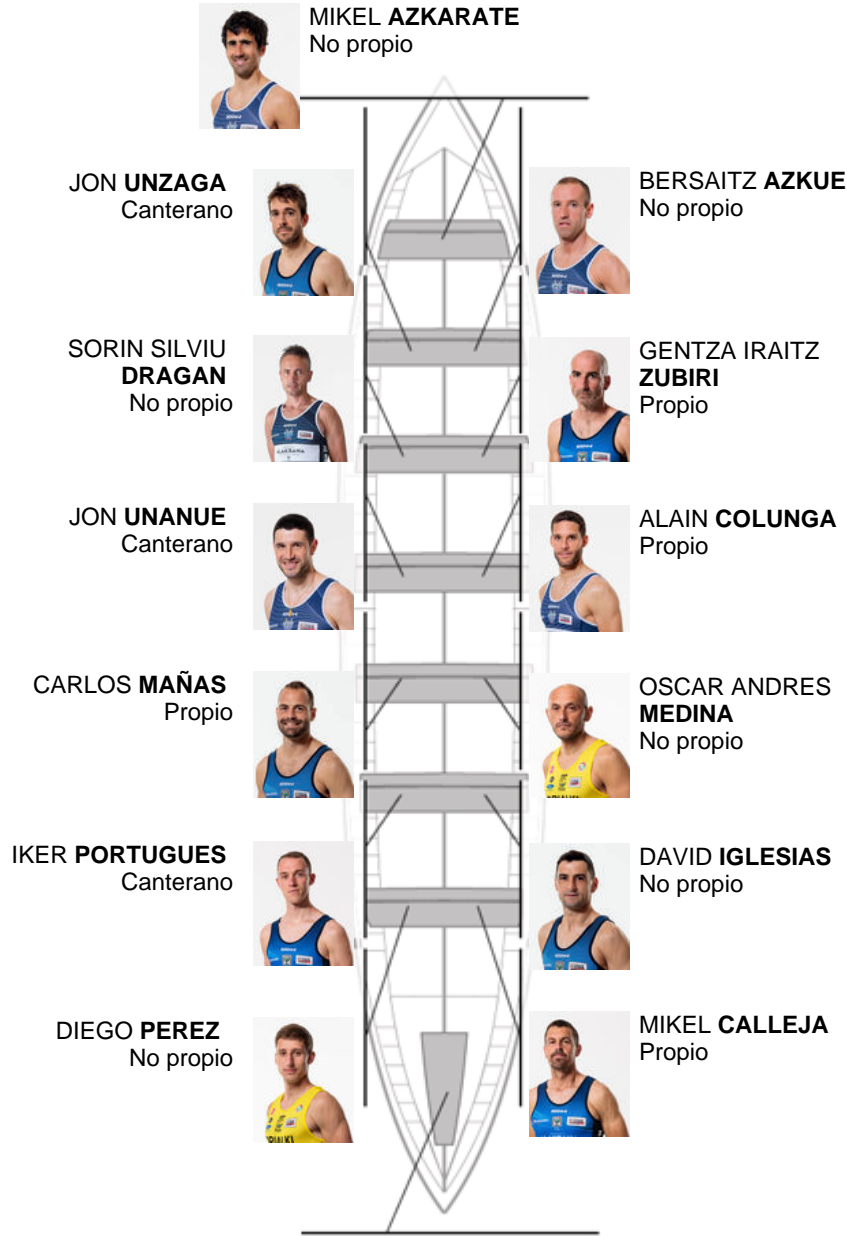 MIKEL AZKARATE
No propio
JON UNZAGA
Canterano
BERSAITZ AZKUE
No propio
SORIN SILVIU
DRAGAN
No propio
GENTZA IRAITZ
ZUBIRI
Propio
JON UNANUE
Canterano
ALAIN COLUNGA
Propio
CARLOS MAÑAS
Propio
OSCAR ANDRES
MEDINA
No propio
IKER PORTUGUES
Canterano
DAVID IGLESIAS
No propio
DIEGO PEREZ
No propio
MIKEL CALLEJA
Propio